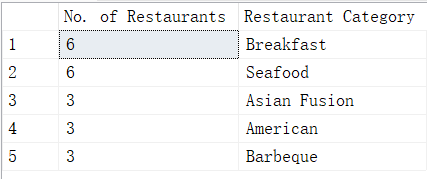 No. of Restaurants Restaurant Category
1 6 Breakfast
2 6 Seafood
3 3 Asian Fusion
4 3 American
5 3 Barbeque